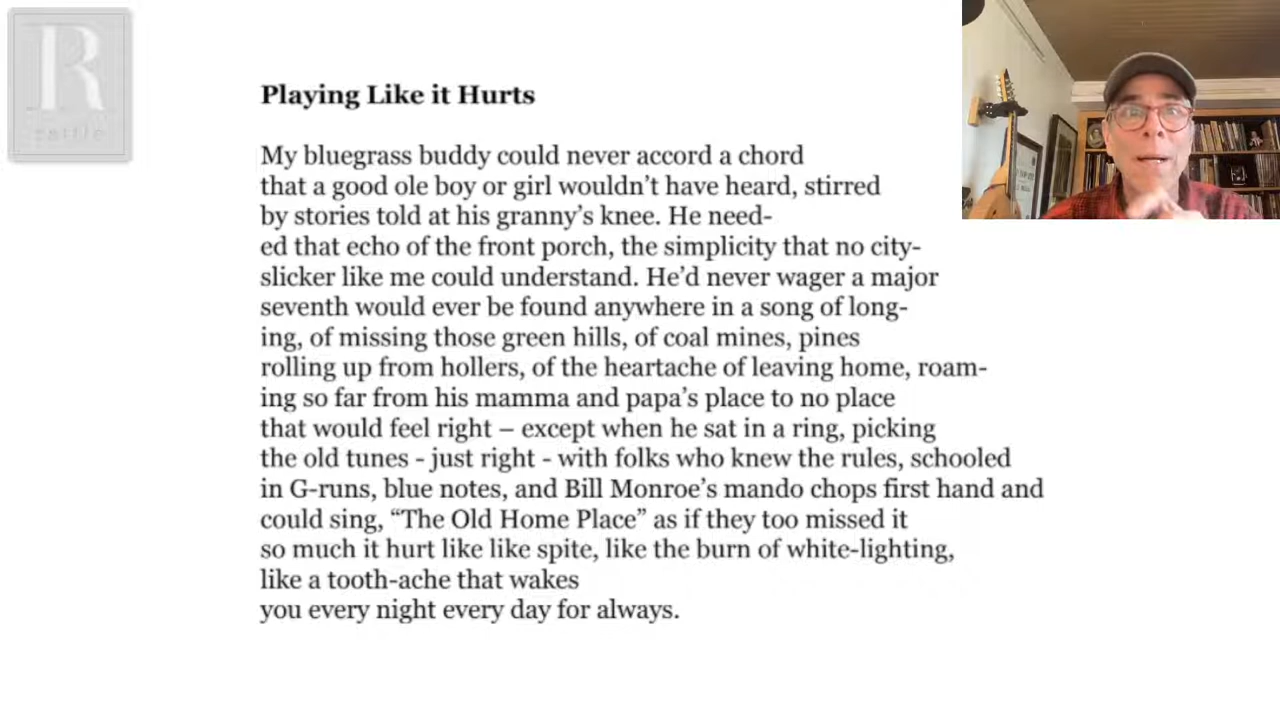 R
rattle
Playing Like it Hurts
My bluegrass buddy could never accord a chord
that a good ole boy or girl wouldn’t have heard, stirred
by stories told at his granny’s knee. He need-
ed that echo of the front porch, the simplicity that no city-
slicker like me could understand. He’d never wager a major
seventh would ever be found anywhere in a song of long-
ing, of missing those green hills, of coal mines, pines
rolling up from hollers, of the heartache of leaving home, roam-
ing so far from his mamma and papa’s place to no place
that would feel right – except when he sat in a ring, picking
the old tunes - just right - with folks who knew the rules, schooled
in G-runs, blue notes, and Bill Monroe’s mando chops first hand and
could sing, “The Old Home Place” as if they too missed it
so much it hurt like like spite, like the burn of white-lighting,
like a tooth-ache that wakes
you every night every day for always.